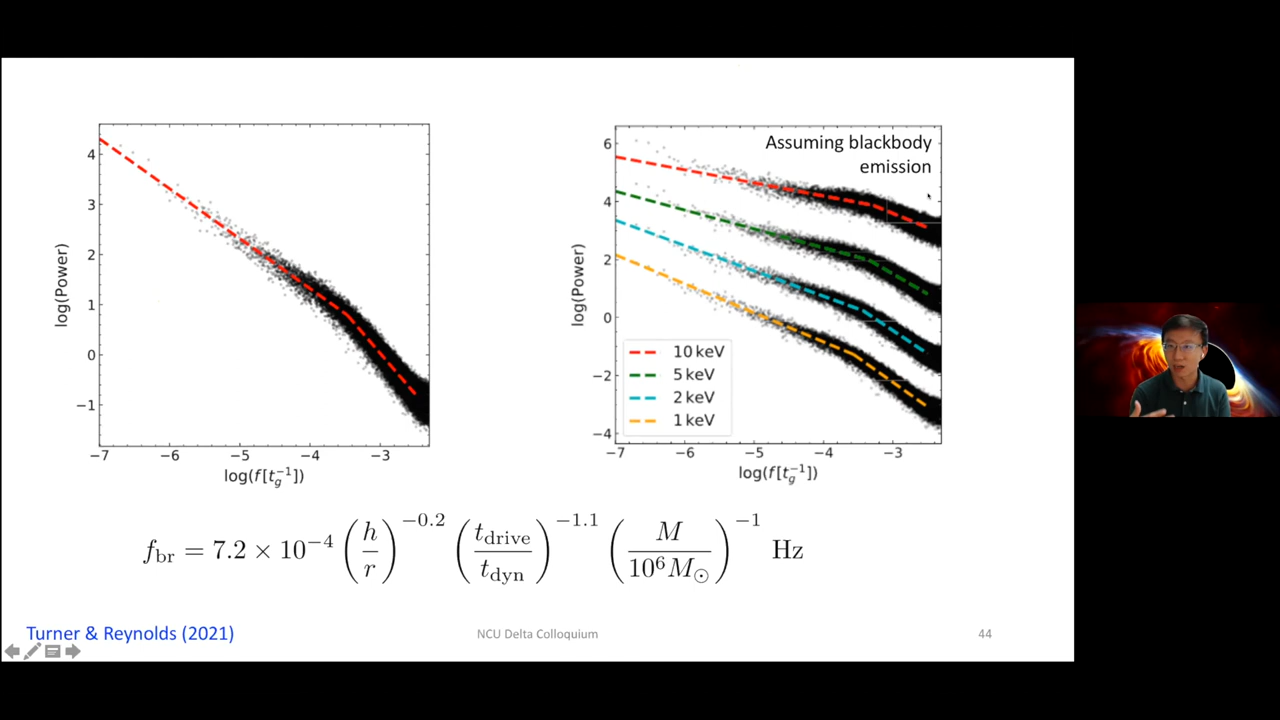 4
3
2
1
0
−1
−7
−6
−5
−4
−3
log(Power)
log(f[t_g^{-1}])
Assuming blackbody
emission
6
4
2
0
−2
−4
−7
−6
−5
−4
−3
log(Power)
log(f[t_g^{-1}])
10 keV
5 keV
2 keV
1 keV
f_br = 7.2 × 10^{−4} (h/r)^{−0.2} (t_drive/t_dyn)^{−1.1} (M/10^6 M_⊙)^{−1} Hz
Turner & Reynolds (2021)
NCU Delta Colloquium
44